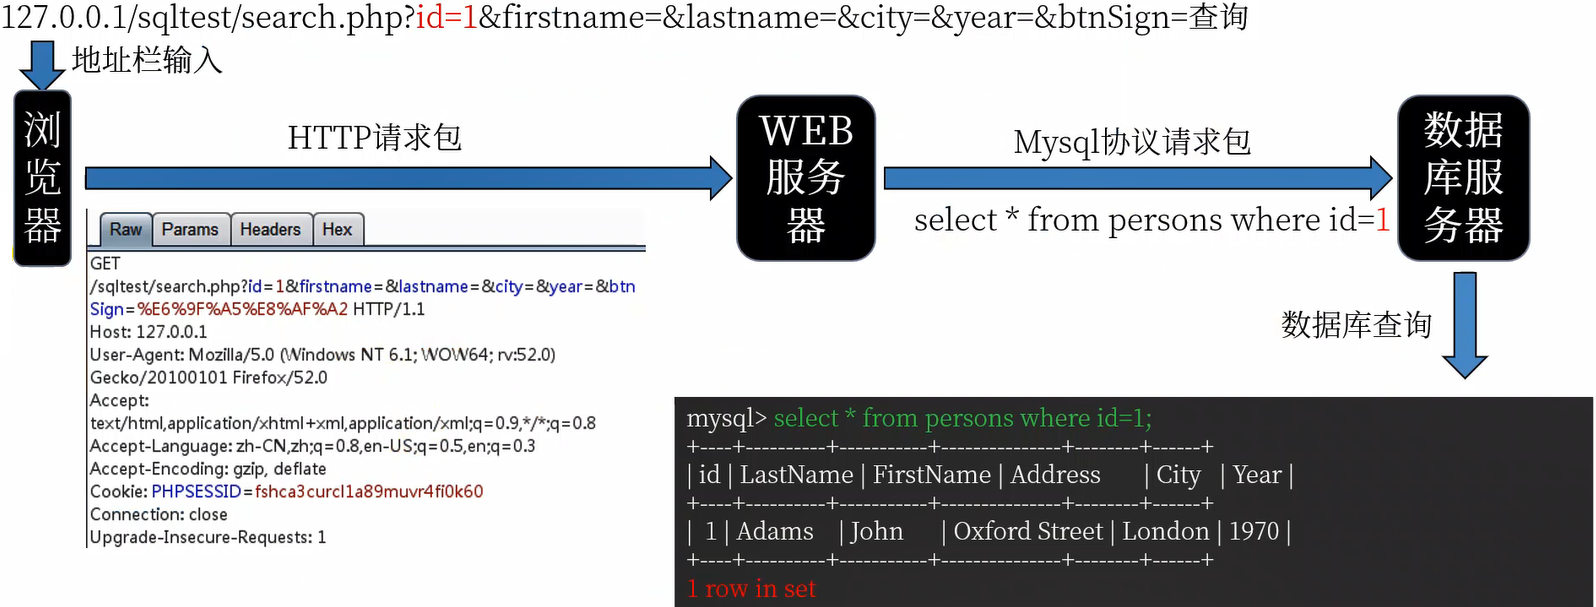 127.0.0.1/sqltest/search.php?id=1&firstname=&lastname=&city=&year=&btnSign=查询
地址栏输入
浏
览
器
HTTP请求包
WEB
服务
器
Mysql协议请求包
select * from persons where id=1
数据
库服
务器
Raw Params Headers Hex
GET
/sqltest/search.php?id=1&firstname=&lastname=&city=&year=&btn
Sign=%E6%9F%A5%E8%AF%A2 HTTP/1.1
Host: 127.0.0.1
User-Agent: Mozilla/5.0 (Windows NT 6.1; WOW64; rv:52.0)
Gecko/20100101 Firefox/52.0
Accept:
text/html,application/xhtml+xml,application/xml;q=0.9,*/*;q=0.8
Accept-Language: zh-CN,zh;q=0.8,en-US;q=0.5,en;q=0.3
Accept-Encoding: gzip, deflate
Cookie: PHPSESSID=fshca3curcl1a89muvr4fi0k60
Connection: close
Upgrade-Insecure-Requests: 1
数据库查询
mysql> select * from persons where id=1;
+----+----------+-----------+---------------+--------+------+
| id | LastName | FirstName | Address | City | Year |
+----+----------+-----------+---------------+--------+------+
| 1 | Adams | John | Oxford Street | London | 1970 |
+----+----------+-----------+---------------+--------+------+
1 row in set